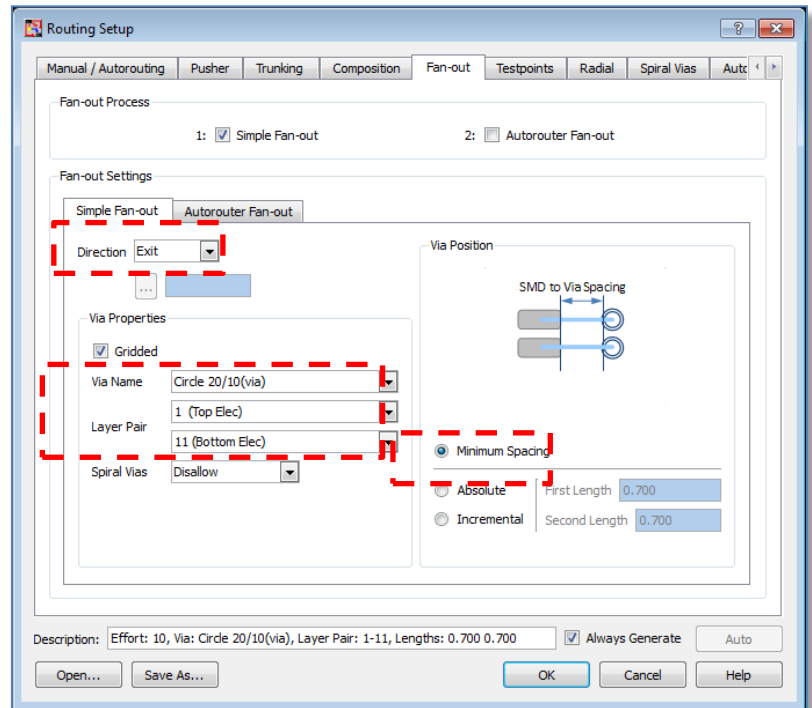 Routing Setup
Manual / Autorouting Pusher Trunking Composition Fan-out Testpoints Radial Spiral Vias
Fan-out Process
1: Simple Fan-out 2: Autorouter Fan-out
Fan-out Settings
Simple Fan-out Autorouter Fan-out
Direction Exit
...
Via Properties
Gridded
Via Name Circle 20/10(via)
Layer Pair
1 (Top Elec)
11 (Bottom Elec)
Spiral Vias Disallow
Via Position
SMD to Via Spacing
Minimum Spacing
Absolute First Length 0.700
Incremental Second Length 0.700
Description: Effort: 10, Via: Circle 20/10(via), Layer Pair: 1-11, Lengths: 0.700 0.700 Always Generate Auto
Open... Save As... OK Cancel Help